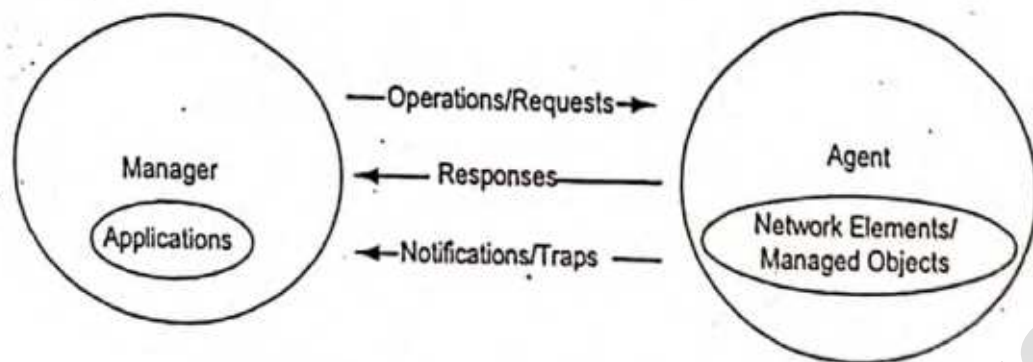 Operations/Requests
Manager
Agent
Responses
Applications
Network Elements/
Managed Objects
Notifications/Traps